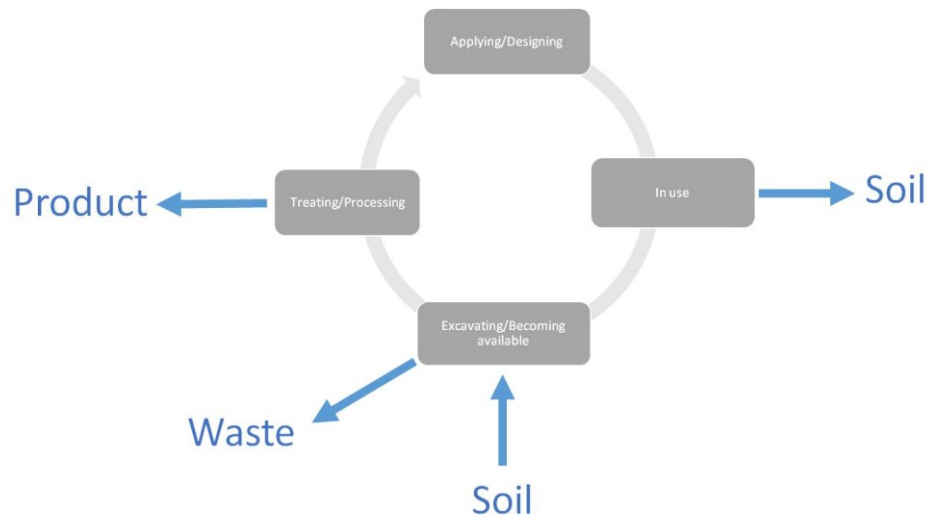 Applying/Designing
Product
Treating/Processing
In use
Soil
Excavating/Becoming
available
Waste
Soil